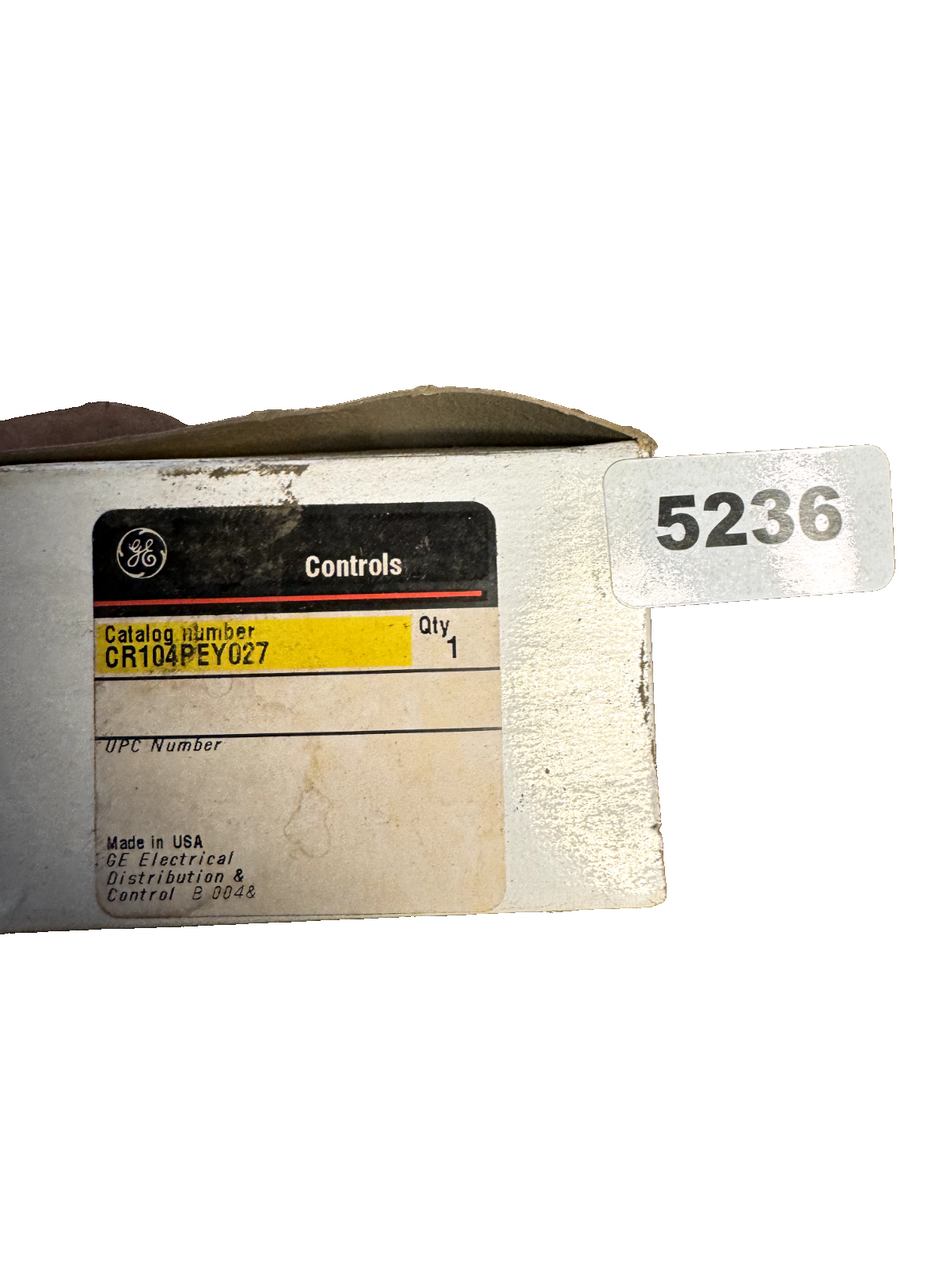 5236
GE
Controls
Catalog number
CR104PEY027
Qty
1
UPC Number
Made in USA
GE Electrical
Distribution &
Control B 004&